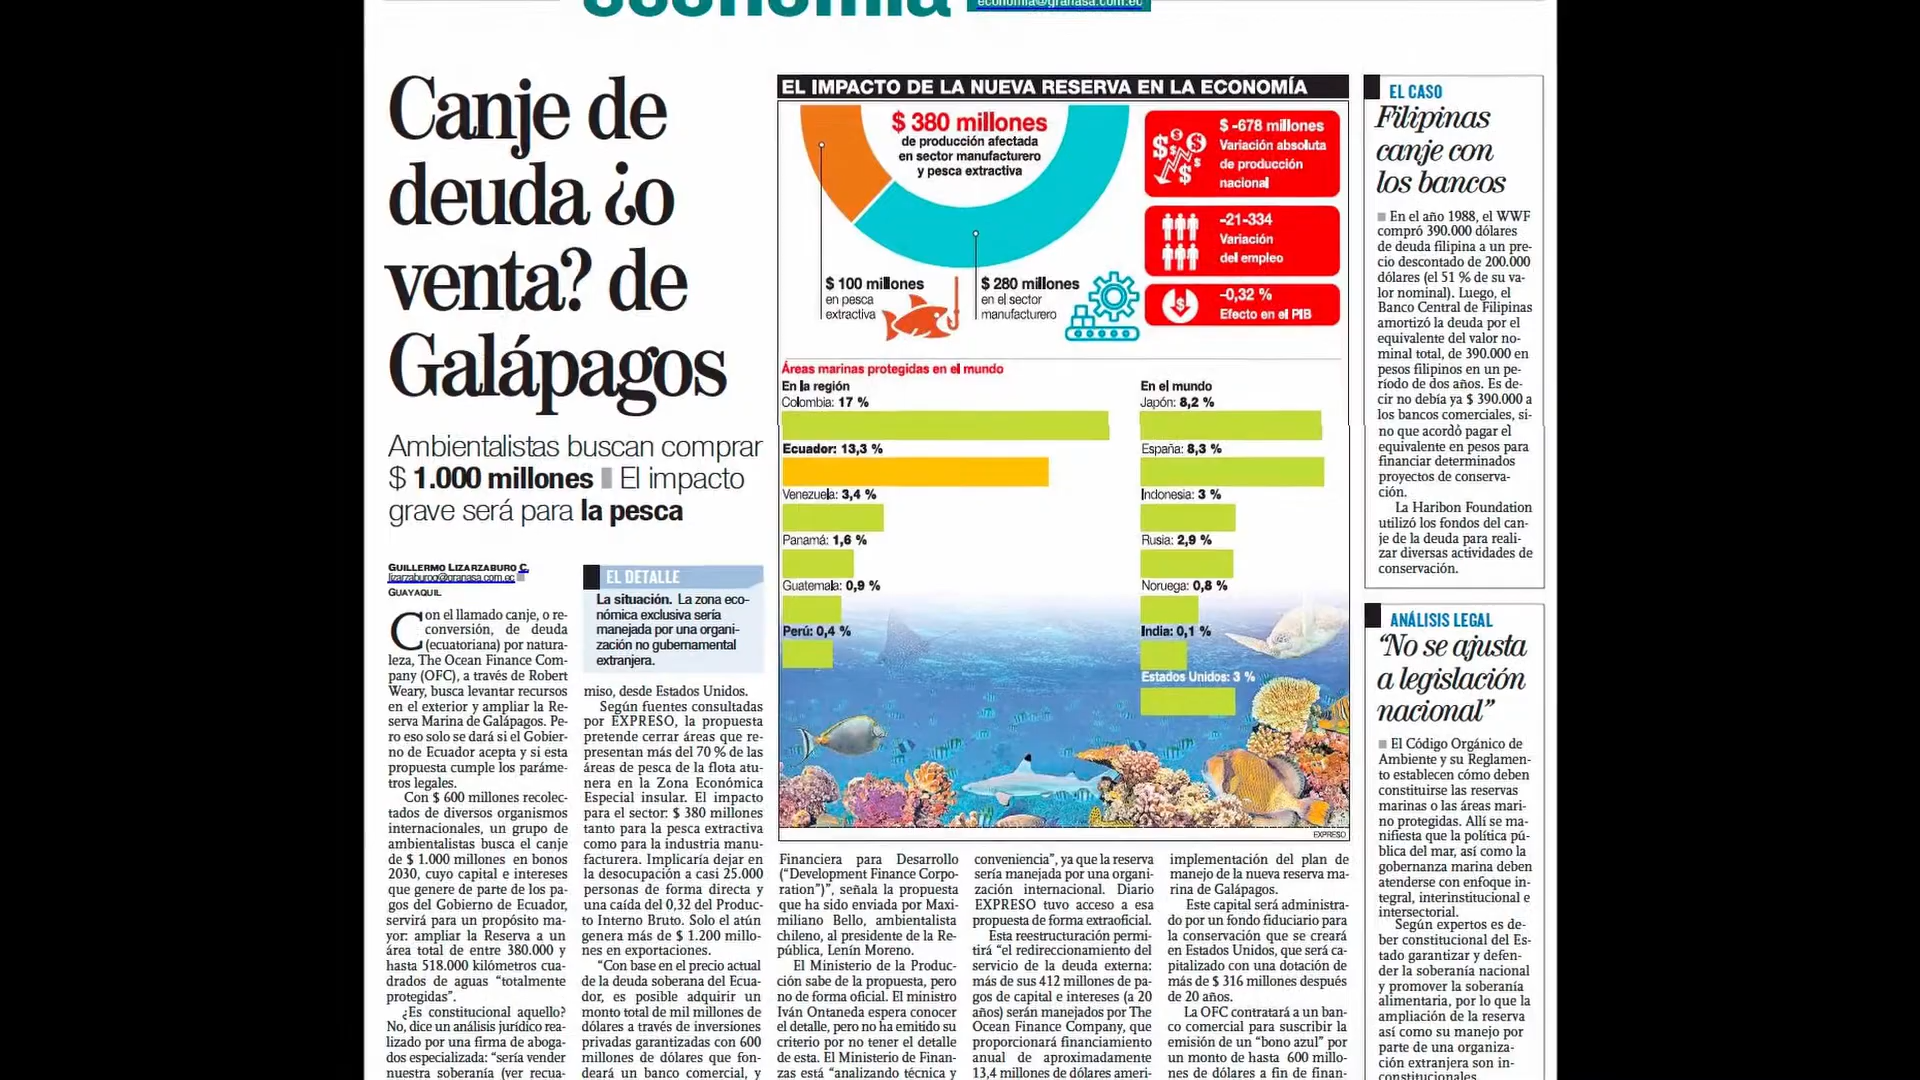 economía
economia@granasa.com.ec
Canje de
deuda ¿o
venta? de
Galápagos
Ambientalistas buscan comprar
$ 1.000 millones ■ El impacto
grave será para la pesca
GUILLERMO LIZARZABURO C.
lizarzaburog@granasa.com.ec ■
GUAYAQUIL
Con el llamado canje, o re-
conversión, de deuda
(ecuatoriana) por natura-
leza, The Ocean Finance Com-
pany (OFC), a través de Robert
Weary, busca levantar recursos
en el exterior y ampliar la Re-
serva Marina de Galápagos. Pe-
ro eso solo se dará si el Gobier-
no de Ecuador acepta y si esta
propuesta cumple los paráme-
tros legales.
Con $ 600 millones recolec-
tados de diversos organismos
internacionales, un grupo de
ambientalistas busca el canje
de $ 1.000 millones en bonos
2030, cuyo capital e intereses
que genere de parte de los pa-
gos del Gobierno de Ecuador,
servirá para un propósito ma-
yor: ampliar la Reserva a un
área total de entre 380.000 y
hasta 518.000 kilómetros cua-
drados de aguas “totalmente
protegidas”.
¿Es constitucional aquello?
No, dice un análisis jurídico rea-
lizado por una firma de aboga-
dos especializada: “sería vender
nuestra soberanía (ver recua-
EL DETALLE
La situación. La zona eco-
nómica exclusiva sería
manejada por una organi-
zación no gubernamental
extranjera.
miso, desde Estados Unidos.
Según fuentes consultadas
por EXPRESO, la propuesta
pretende cerrar áreas que re-
presentan más del 70 % de las
áreas de pesca de la flota atu-
nera en la Zona Económica
Especial insular. El impacto
para el sector: $ 380 millones
tanto para la pesca extractiva
como para la industria manu-
facturera. Implicaría dejar en
la desocupación a casi 25.000
personas de forma directa y
una caída del 0,32 del Produc-
to Interno Bruto. Solo el atún
genera más de $ 1.200 millo-
nes en exportaciones.
“Con base en el precio actual
de la deuda soberana del Ecua-
dor, es posible adquirir un
monto total de mil millones de
dólares a través de inversiones
privadas garantizadas con 600
millones de dólares que fon-
deará un banco comercial, y
EL IMPACTO DE LA NUEVA RESERVA EN LA ECONOMÍA
$ 380 millones
de producción afectada
en sector manufacturero
y pesca extractiva
$ 100 millones
en pesca
extractiva
$ 280 millones
en el sector
manufacturero
$ -678 millones
Variación absoluta
de producción
nacional
-21-334
Variación
del empleo
-0,32 %
Efecto en el PIB
Áreas marinas protegidas en el mundo
En la región
Colombia: 17 %
Ecuador: 13,3 %
Venezuela: 3,4 %
Panamá: 1,6 %
Guatemala: 0,9 %
Perú: 0,4 %
En el mundo
Japón: 8,2 %
España: 8,3 %
Indonesia: 3 %
Rusia: 2,9 %
Noruega: 0,8 %
India: 0,1 %
Estados Unidos: 3 %
EXPRESO
Financiera para Desarrollo
(“Development Finance Corpo-
ration”)”, señala la propuesta
que ha sido enviada por Maxi-
miliano Bello, ambientalista
chileno, al presidente de la Re-
pública, Lenín Moreno.
El Ministerio de la Produc-
ción sabe de la propuesta, pero
no de forma oficial. El ministro
Iván Ontaneda espera conocer
el detalle, pero no ha emitido su
criterio por no tener el detalle
de esta. El Ministerio de Finan-
zas está “analizando técnica y
conveniencia”, ya que la reserva
sería manejada por una organi-
zación internacional. Diario
EXPRESO tuvo acceso a esa
propuesta de forma extraoficial.
Esta reestructuración permi-
tirá “el redireccionamiento del
servicio de la deuda externa:
más de sus 412 millones de pa-
gos de capital e intereses (a 20
años) serán manejados por The
Ocean Finance Company, que
proporcionará financiamiento
anual de aproximadamente
13,4 millones de dólares ameri-
implementación del plan de
manejo de la nueva reserva ma-
rina de Galápagos.
Este capital será administra-
do por un fondo fiduciario para
la conservación que se creará
en Estados Unidos, que será ca-
pitalizado con una dotación de
más de $ 316 millones después
de 20 años.
La OFC contratará a un ban-
co comercial para suscribir la
emisión de un “bono azul” por
un monto de hasta 600 millo-
nes de dólares a fin de finan-
EL CASO
Filipinas
canje con
los bancos
■ En el año 1988, el WWF
compró 390.000 dólares
de deuda filipina a un pre-
cio descontado de 200.000
dólares (el 51 % de su va-
lor nominal). Luego, el
Banco Central de Filipinas
amortizó la deuda por el
equivalente del valor no-
minal total, de 390.000 en
pesos filipinos en un pe-
ríodo de dos años. Es de-
cir no debía ya $ 390.000 a
los bancos comerciales, si-
no que acordó pagar el
equivalente en pesos para
financiar determinados
proyectos de conserva-
ción.
La Haribon Foundation
utilizó los fondos del can-
je de la deuda para reali-
zar diversas actividades de
conservación.
ANÁLISIS LEGAL
“No se ajusta
a legislación
nacional”
■ El Código Orgánico de
Ambiente y su Reglamen-
to establecen cómo deben
constituirse las reservas
marinas o las áreas mari-
no protegidas. Allí se ma-
nifiesta que la política pú-
blica del mar, así como la
gobernanza marina deben
atenderse con enfoque in-
tegral, interinstitucional e
intersectorial.
Según expertos es de-
ber constitucional del Es-
tado garantizar y defen-
der la soberanía nacional
y promover la soberanía
alimentaria, por lo que la
ampliación de la reserva
así como su manejo por
parte de una organiza-
ción extranjera son in-
constitucionales.